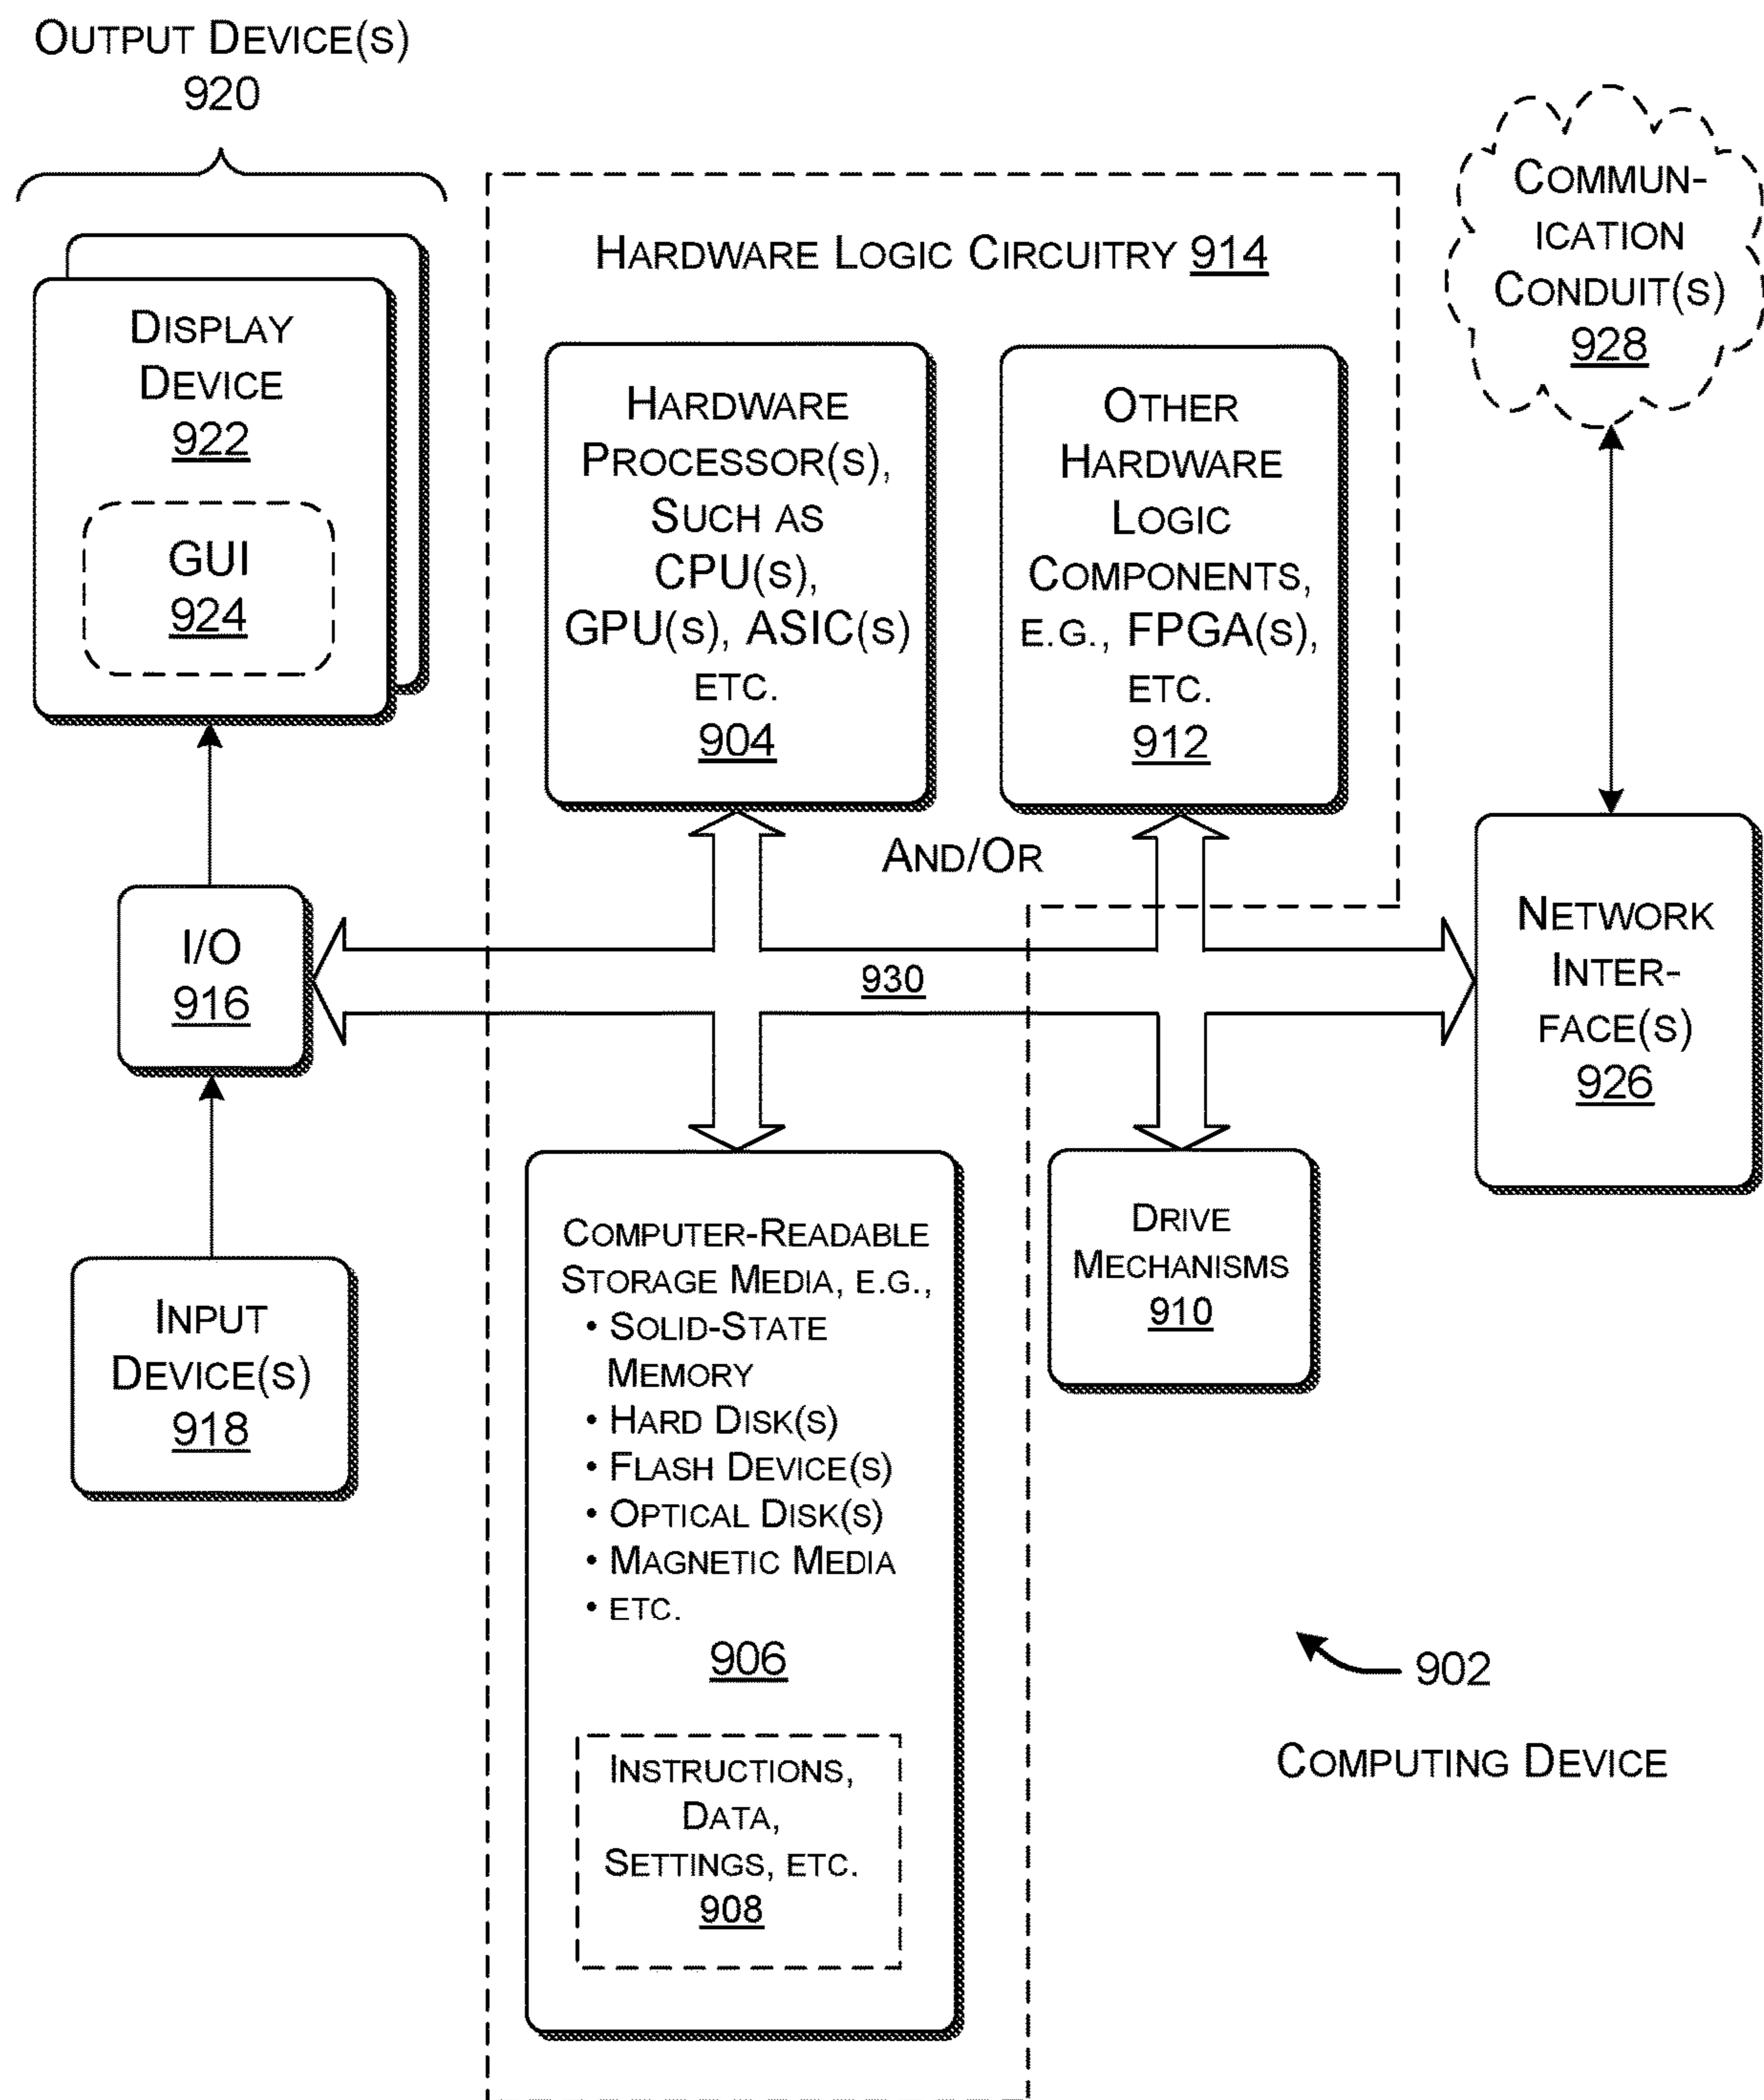 OUTPUT DEVICE(S)
920
DISPLAY
DEVICE
922
GUI
924
I/O
916
INPUT
DEVICE(S)
918
HARDWARE LOGIC CIRCUITRY 914
HARDWARE
PROCESSOR(S),
SUCH AS
CPU(S),
GPU(S), ASIC(S)
ETC.
904
OTHER
HARDWARE
LOGIC
COMPONENTS,
E.G., FPGA(S),
ETC.
912
AND/OR
930
COMPUTER-READABLE
STORAGE MEDIA, E.G.,
• SOLID-STATE
MEMORY
• HARD DISK(S)
• FLASH DEVICE(S)
• OPTICAL DISK(S)
• MAGNETIC MEDIA
• ETC.
906
INSTRUCTIONS,
DATA,
SETTINGS, ETC.
908
DRIVE
MECHANISMS
910
COMMUN-
ICATION
CONDUIT(S)
928
NETWORK
INTER-
FACE(S)
926
902
COMPUTING DEVICE